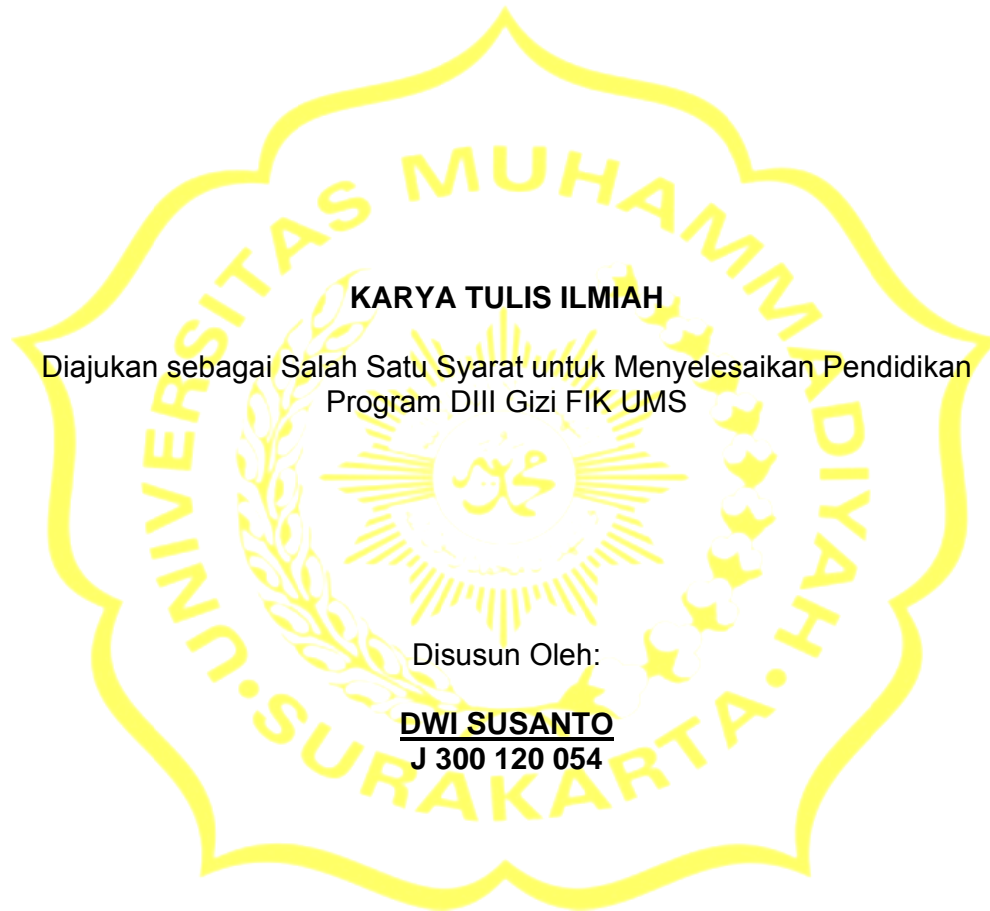 UNIVERSITAS MUHAMMADIYAH
KARYA TULIS ILMIAH
Diajukan sebagai Salah Satu Syarat untuk Menyelesaikan Pendidikan
Program DIII Gizi FIK UMS
محمد
Disusun Oleh:
DWI SUSANTO
J 300 120 054
• SURAKARTA •